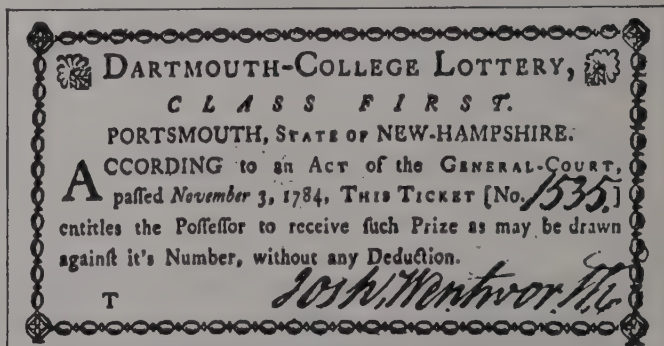 DARTMOUTH-COLLEGE LOTTERY,
CLASS FIRST.
PORTSMOUTH, STATE OF NEW-HAMPSHIRE.
ACCORDING to an ACT of the GENERAL-COURT,
paſſed November 3, 1784, THIS TICKET [No. 1535.]
entitles the Poſſeſſor to receive ſuch Prize as may be drawn
againſt it's Number, without any Deduction.
T Josh. Wentworth